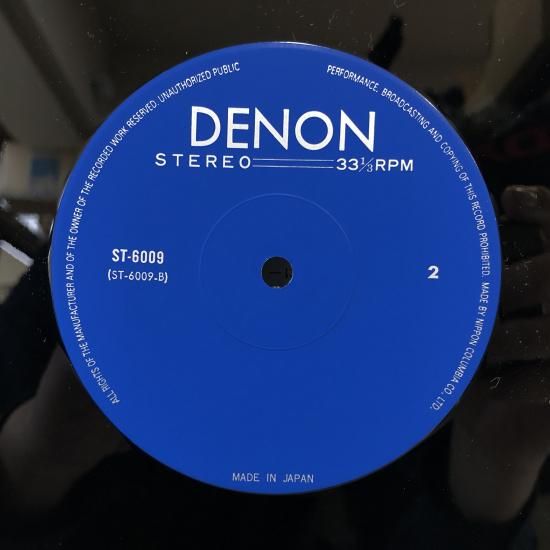 ALL RIGHTS OF THE MANUFACTURER AND OF THE OWNER OF THE RECORDED WORK RESERVED. UNAUTHORIZED PUBLIC PERFORMANCE, BROADCASTING AND COPYING OF THIS RECORD PROHIBITED. MADE BY NIPPON COLUMBIA CO., LTD.
DENON
STEREO 33⅓RPM
ST-6009
(ST-6009-B)
2
MADE IN JAPAN